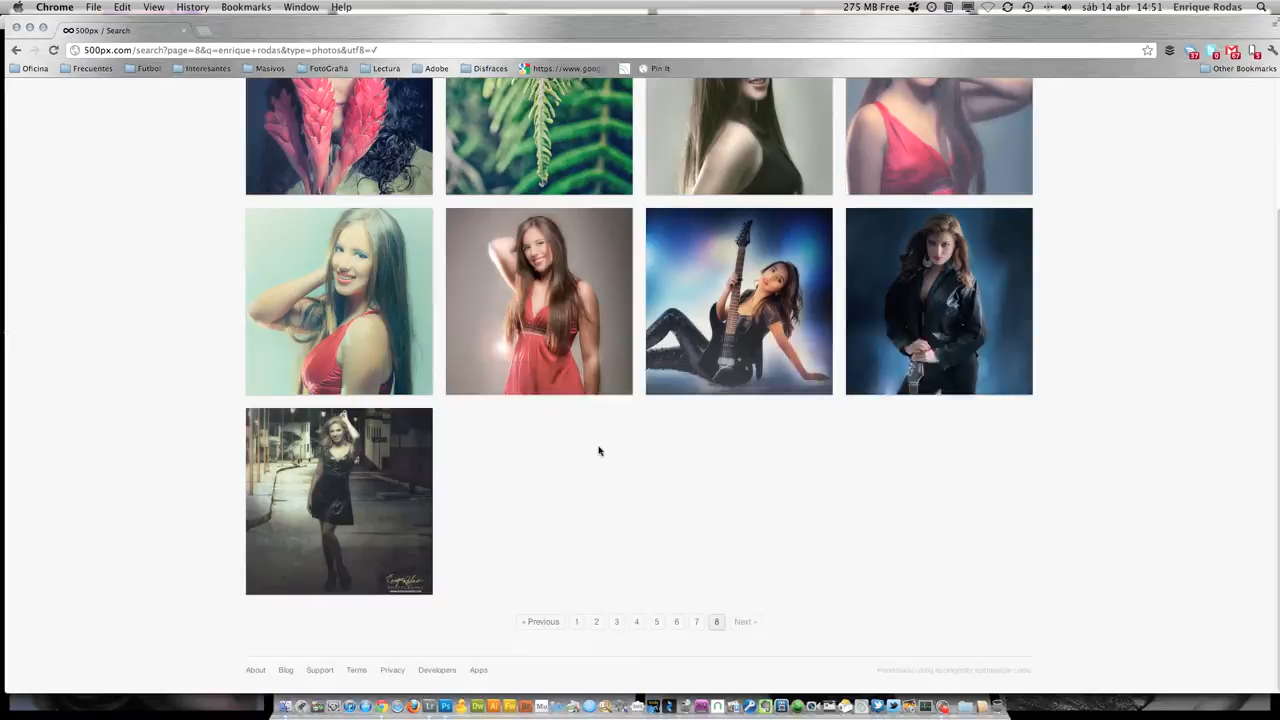 Chrome File Edit View History Bookmarks Window Help 275 MB Free sáb 14 abr 14:51 Enrique Rodas
500px / Search
500px.com/search?page=8&q=enrique+rodas&type=photos&utf8=✓
Oficina Frecuentes Futbol Interesantes Masivos FotoGrafia Lectura Adobe Disfraces https://www.goog Pin It Other Bookmarks
« Previous 1 2 3 4 5 6 7 8 Next »
About Blog Support Terms Privacy Developers Apps